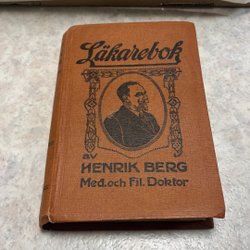 Läkarebok
av
HENRIK BERG
Med. och Fil. Doktor